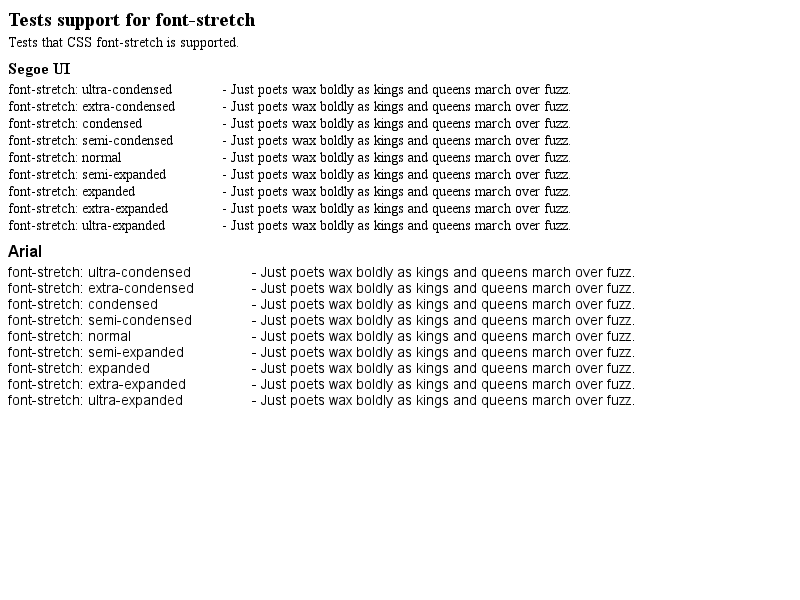 Tests support for font-stretch
Tests that CSS font-stretch is supported.
Segoe UI
font-stretch: ultra-condensed - Just poets wax boldly as kings and queens march over fuzz.
font-stretch: extra-condensed - Just poets wax boldly as kings and queens march over fuzz.
font-stretch: condensed - Just poets wax boldly as kings and queens march over fuzz.
font-stretch: semi-condensed - Just poets wax boldly as kings and queens march over fuzz.
font-stretch: normal - Just poets wax boldly as kings and queens march over fuzz.
font-stretch: semi-expanded - Just poets wax boldly as kings and queens march over fuzz.
font-stretch: expanded - Just poets wax boldly as kings and queens march over fuzz.
font-stretch: extra-expanded - Just poets wax boldly as kings and queens march over fuzz.
font-stretch: ultra-expanded - Just poets wax boldly as kings and queens march over fuzz.
Arial
font-stretch: ultra-condensed - Just poets wax boldly as kings and queens march over fuzz.
font-stretch: extra-condensed - Just poets wax boldly as kings and queens march over fuzz.
font-stretch: condensed - Just poets wax boldly as kings and queens march over fuzz.
font-stretch: semi-condensed - Just poets wax boldly as kings and queens march over fuzz.
font-stretch: normal - Just poets wax boldly as kings and queens march over fuzz.
font-stretch: semi-expanded - Just poets wax boldly as kings and queens march over fuzz.
font-stretch: expanded - Just poets wax boldly as kings and queens march over fuzz.
font-stretch: extra-expanded - Just poets wax boldly as kings and queens march over fuzz.
font-stretch: ultra-expanded - Just poets wax boldly as kings and queens march over fuzz.